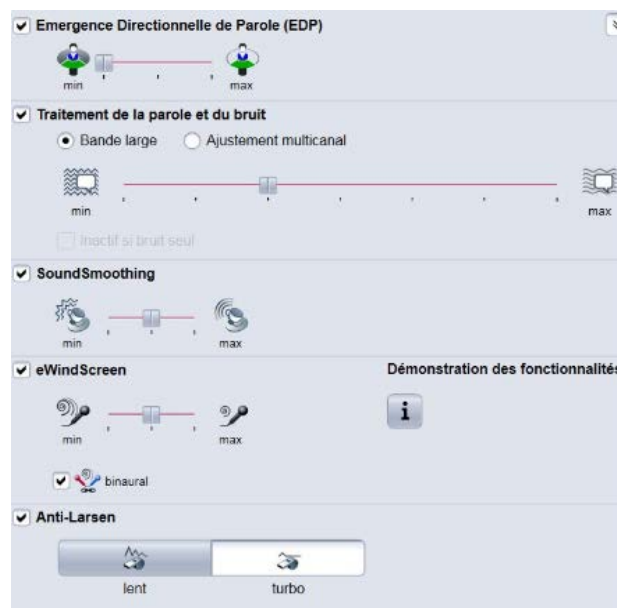 Emergence Directionnelle de Parole (EDP)
min max
Traitement de la parole et du bruit
Bande large Ajustement multicanal
min max
Inactif si bruit seul
SoundSmoothing
min max
eWindScreen Démonstration des fonctionnalités
i
min max
binaural
Anti-Larsen
lent turbo